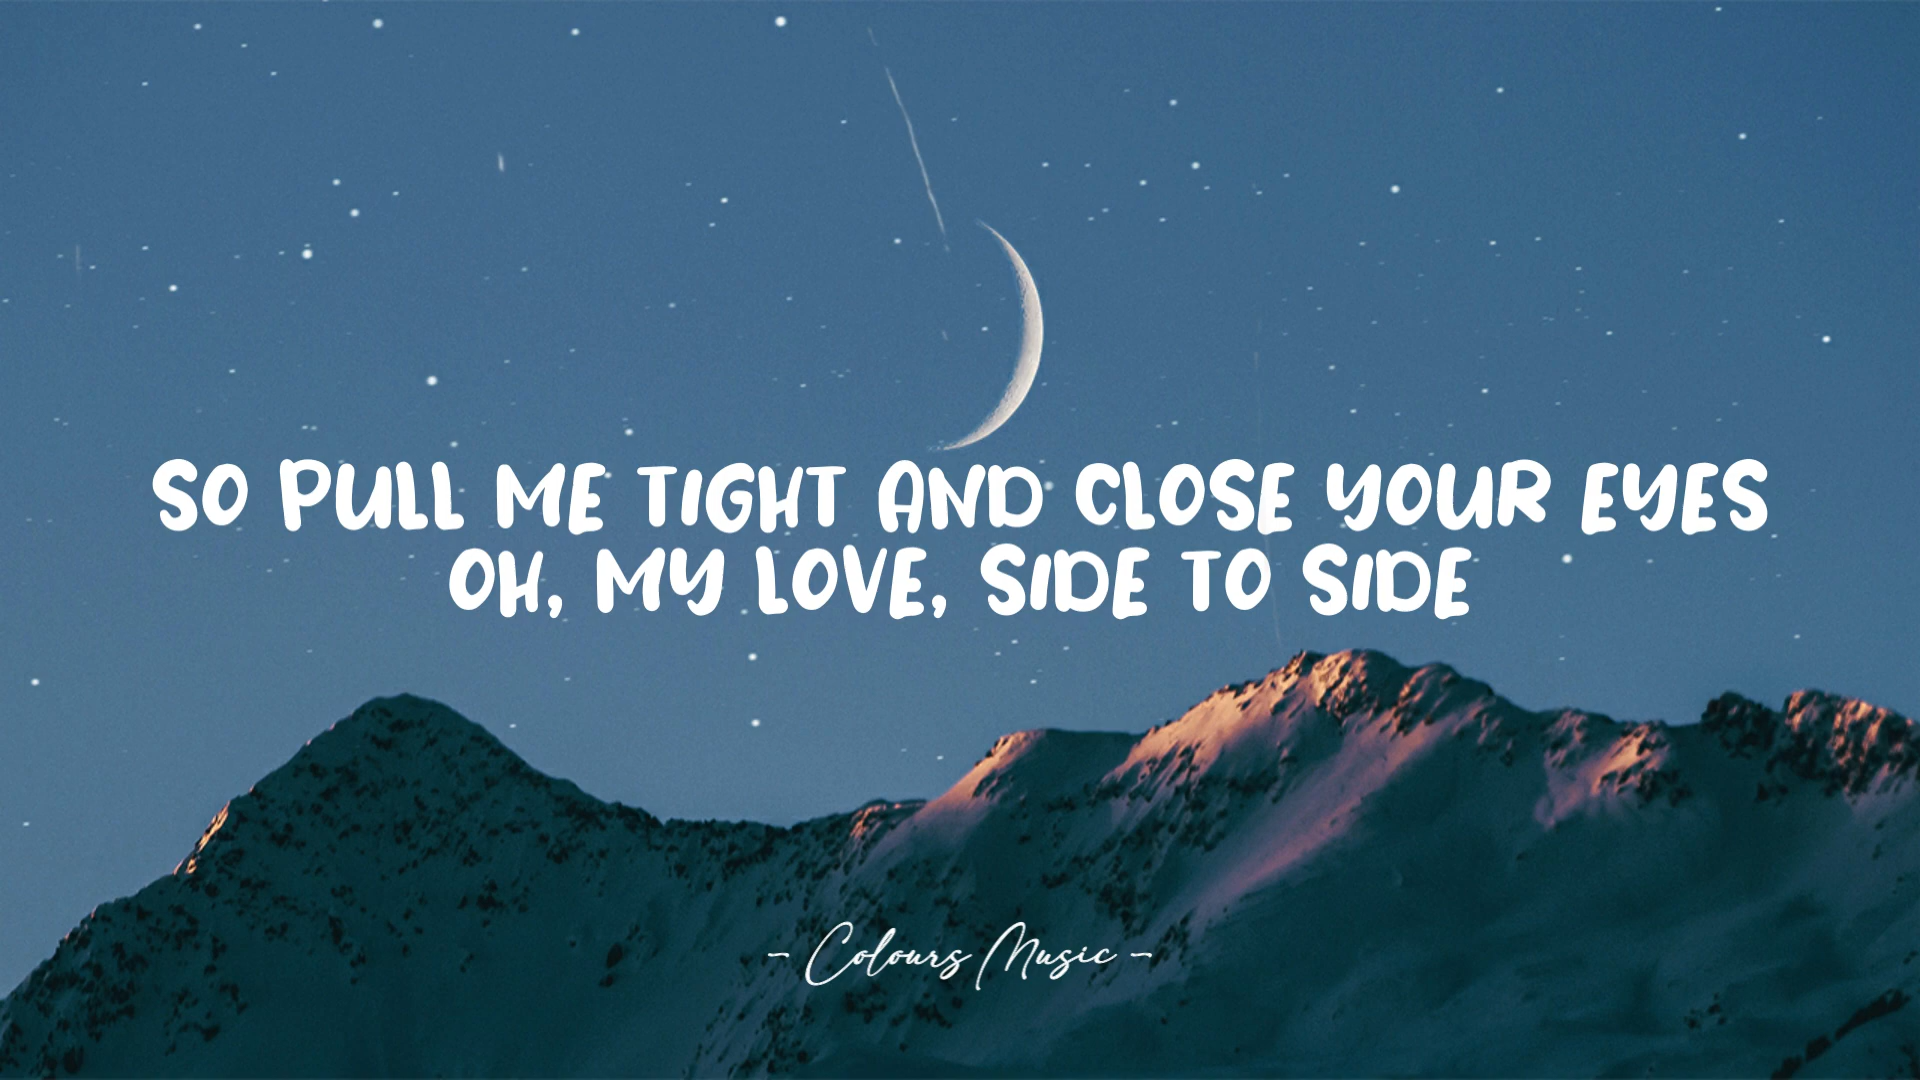 SO PULL ME TIGHT AND CLOSE YOUR EYES
OH, MY LOVE, SIDE TO SIDE
- Colours Music -